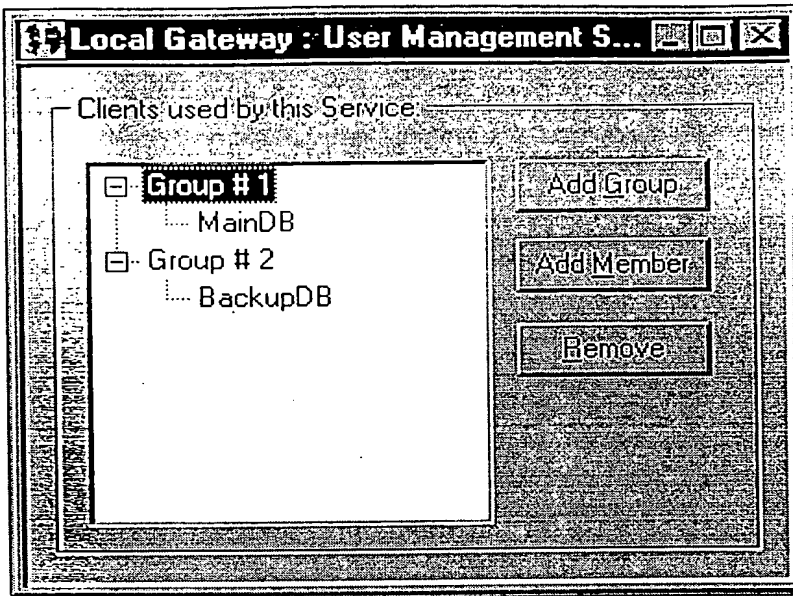 Local Gateway : User Management S...
Clients used by this Service:
Group # 1
MainDB
Group # 2
BackupDB
Add Group
Add Member
Remove